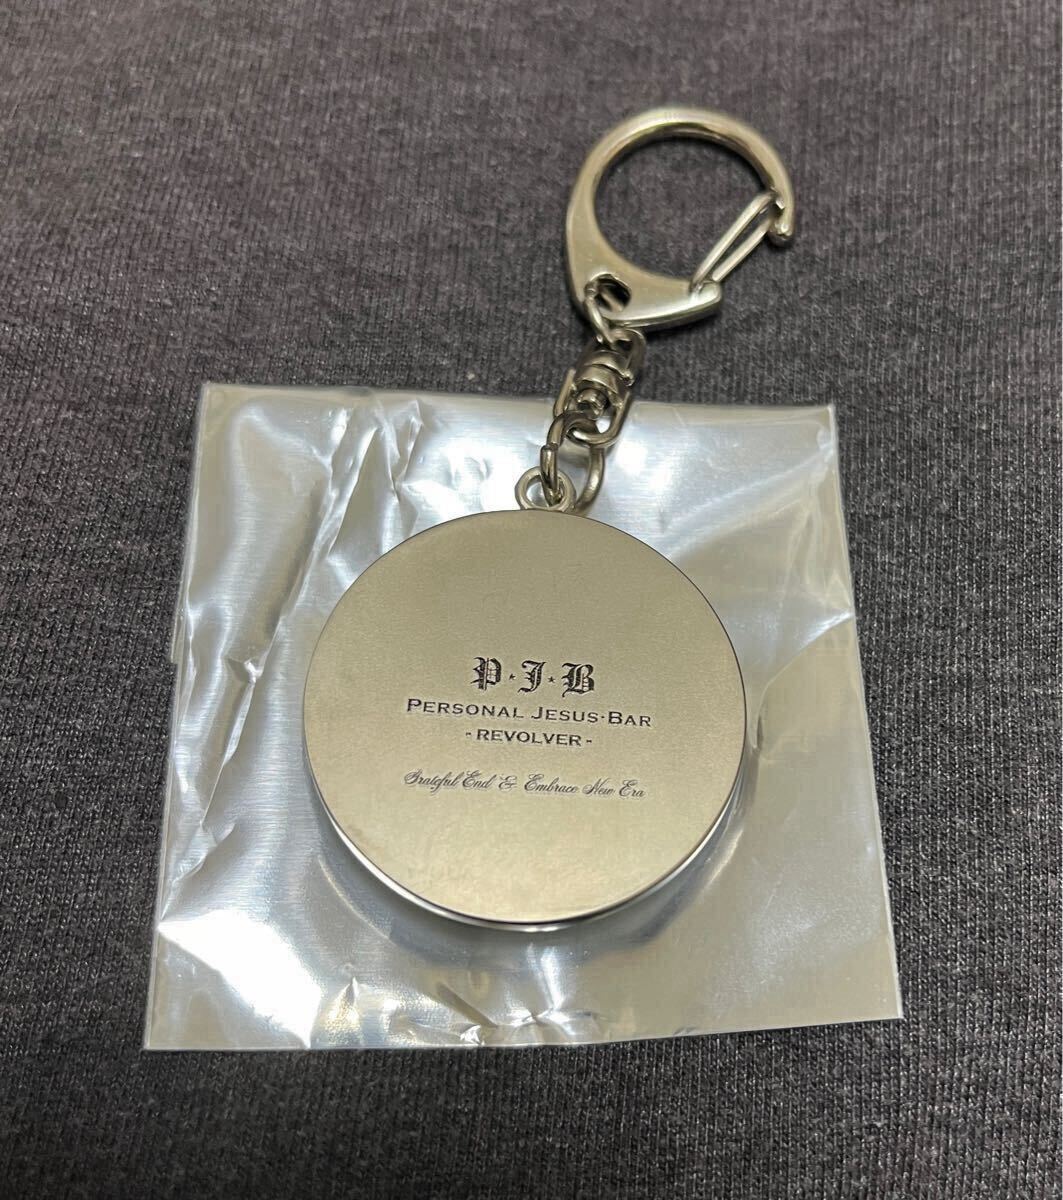 P★J★B
PERSONAL JESUS·BAR
-REVOLVER-
Grateful End & Embrace New Era